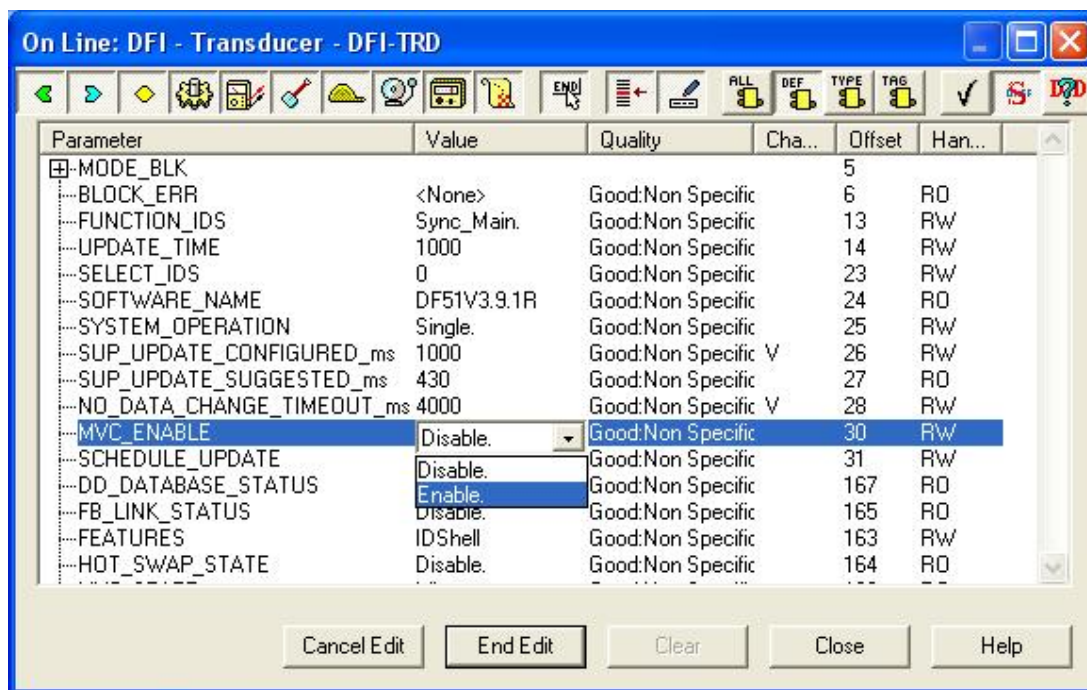 On Line: DFI - Transducer - DFI-TRD
END
ALL DEF TYPE TAG
Parameter Value Quality Cha... Offset Han...
MODE_BLK 5
BLOCK_ERR <None> Good:Non Specific 6 RO
FUNCTION_IDS Sync_Main. Good:Non Specific 13 RW
UPDATE_TIME 1000 Good:Non Specific 14 RW
SELECT_IDS 0 Good:Non Specific 23 RW
SOFTWARE_NAME DF51V3.9.1R Good:Non Specific 24 RO
SYSTEM_OPERATION Single. Good:Non Specific 25 RW
SUP_UPDATE_CONFIGURED_ms 1000 Good:Non Specific V 26 RW
SUP_UPDATE_SUGGESTED_ms 430 Good:Non Specific 27 RO
NO_DATA_CHANGE_TIMEOUT_ms 4000 Good:Non Specific V 28 RW
MVC_ENABLE Disable. Good:Non Specific 30 RW
SCHEDULE_UPDATE Disable. Good:Non Specific 31 RW
DD_DATABASE_STATUS Enable. Good:Non Specific 167 RO
FB_LINK_STATUS Disable. Good:Non Specific 165 RO
FEATURES IDShell Good:Non Specific 163 RW
HOT_SWAP_STATE Disable. Good:Non Specific 164 RO
Cancel Edit End Edit Clear Close Help